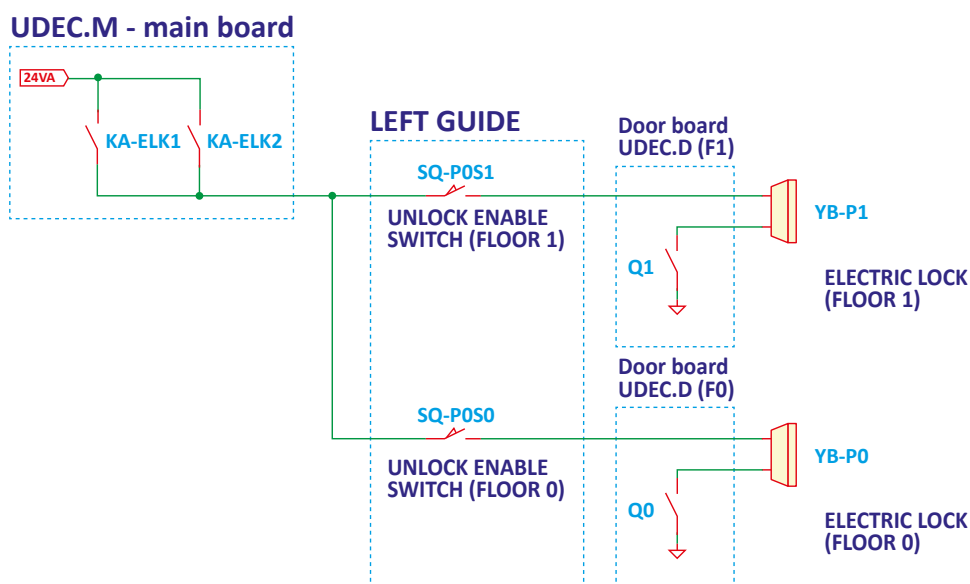 UDEC.M - main board
24VA
KA-ELK1
KA-ELK2
LEFT GUIDE
SQ-P0S1
UNLOCK ENABLE
SWITCH (FLOOR 1)
Door board
UDEC.D (F1)
Q1
YB-P1
ELECTRIC LOCK
(FLOOR 1)
SQ-P0S0
UNLOCK ENABLE
SWITCH (FLOOR 0)
Door board
UDEC.D (F0)
Q0
YB-P0
ELECTRIC LOCK
(FLOOR 0)